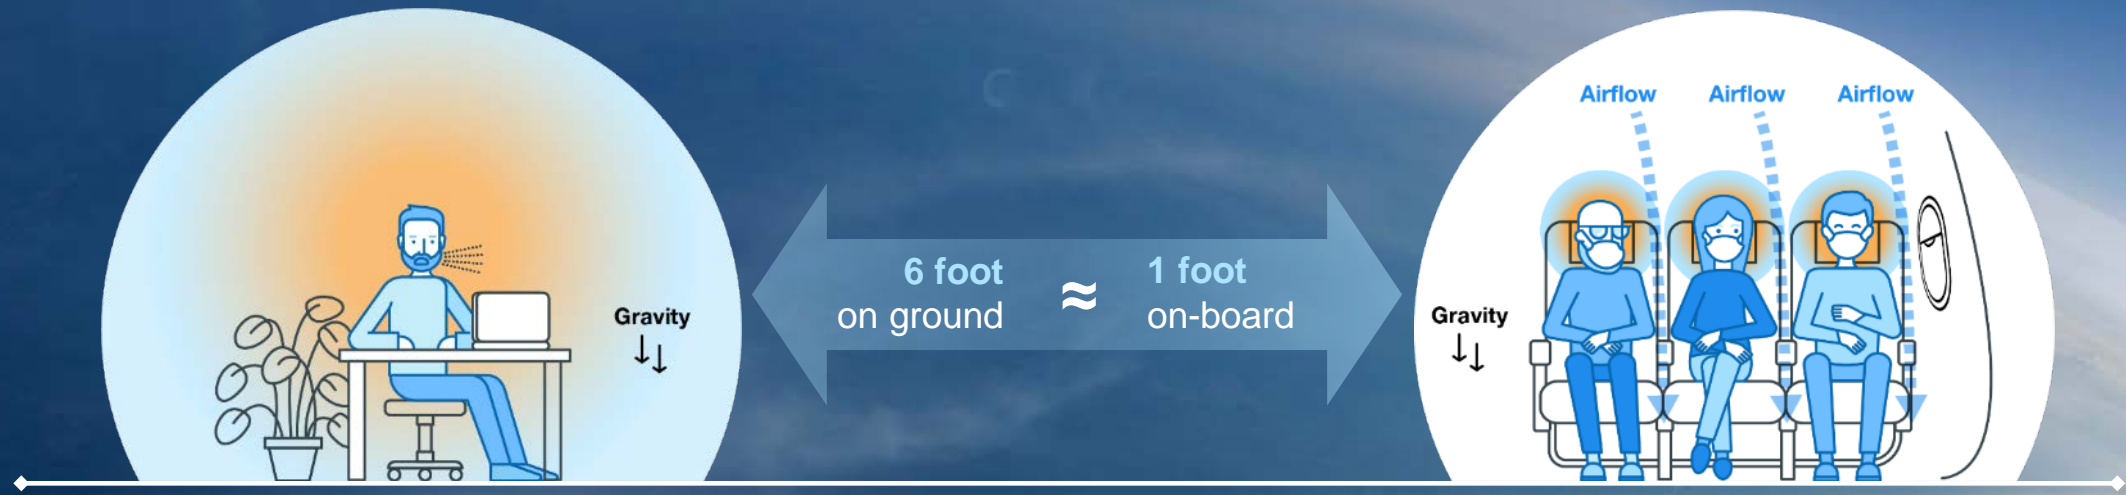 Gravity
6 foot
on ground
≈
1 foot
on-board
Airflow Airflow Airflow
Gravity